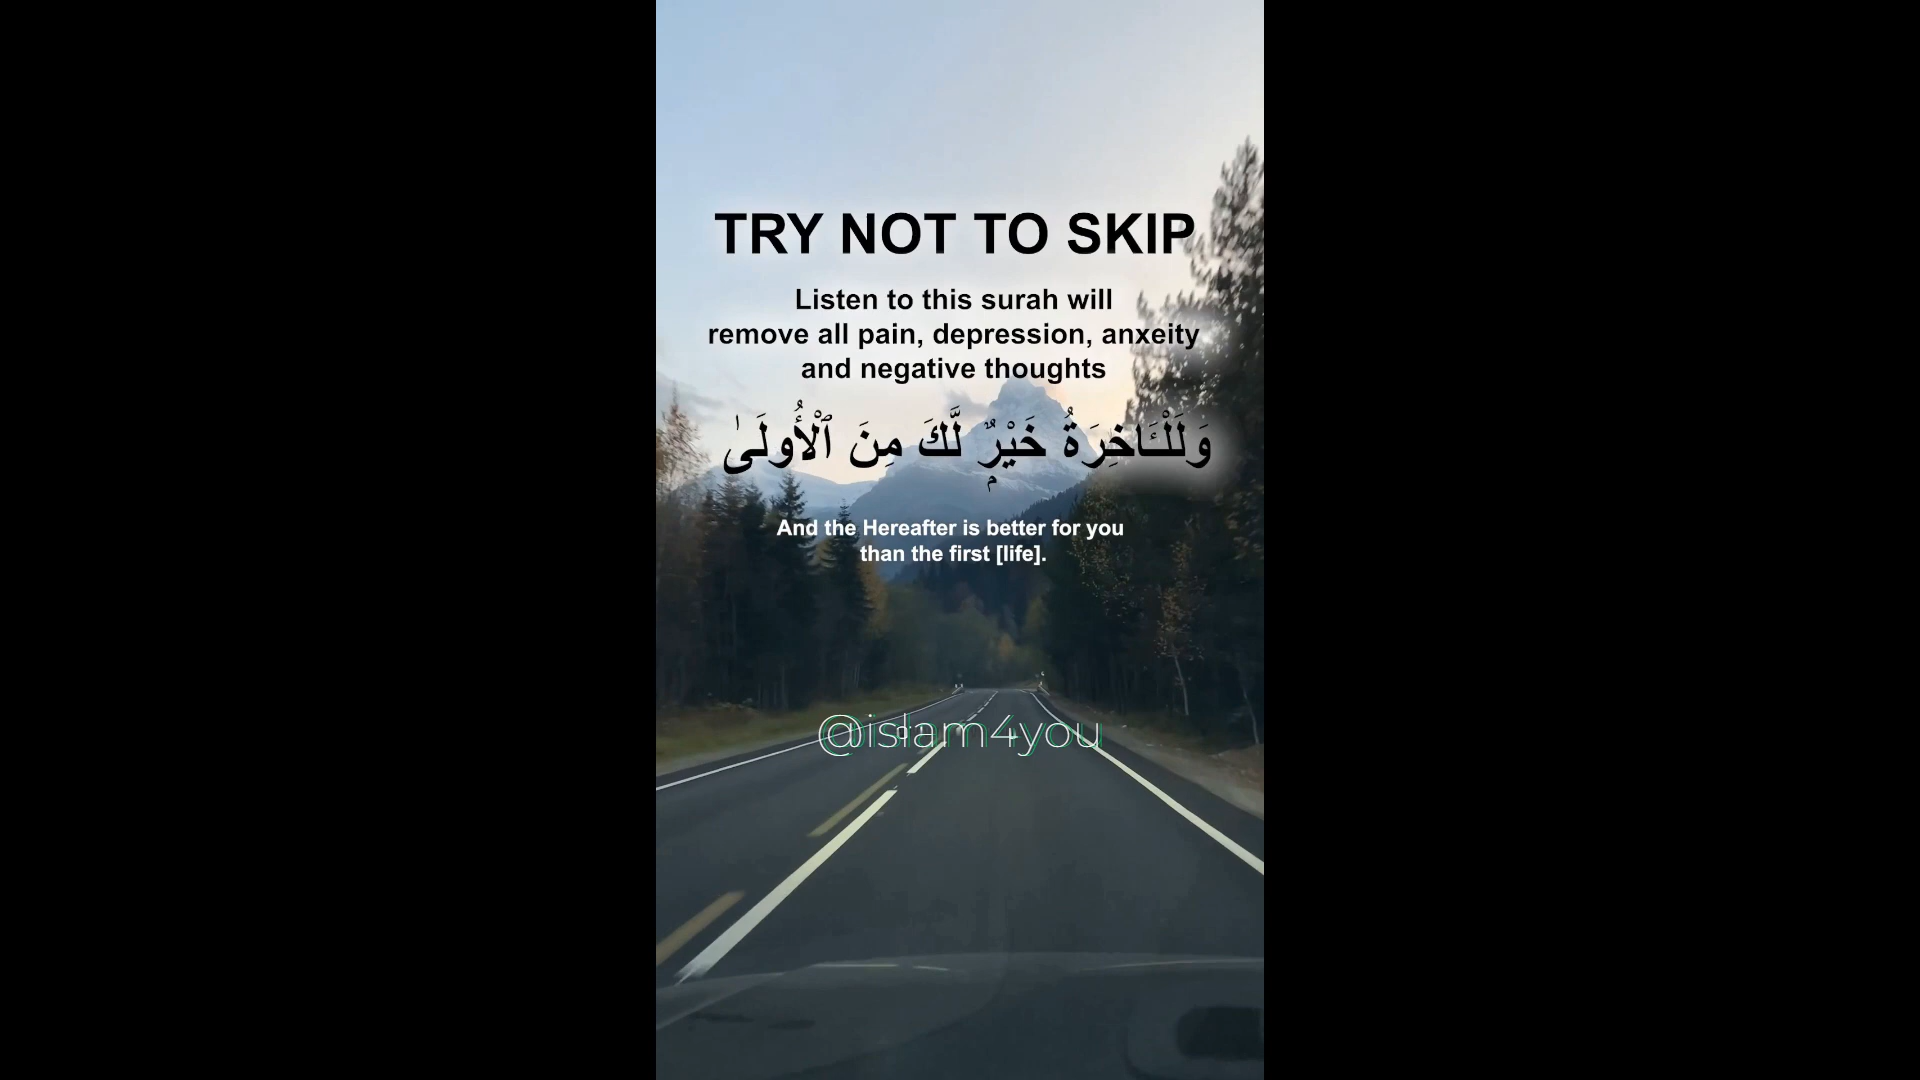 TRY NOT TO SKIP
Listen to this surah will
remove all pain, depression, anxeity
and negative thoughts
وَلَلْـَٔاخِرَةُ خَيْرٌۭ لَّكَ مِنَ ٱلْأُولَىٰ
And the Hereafter is better for you
than the first [life].
@islam4you